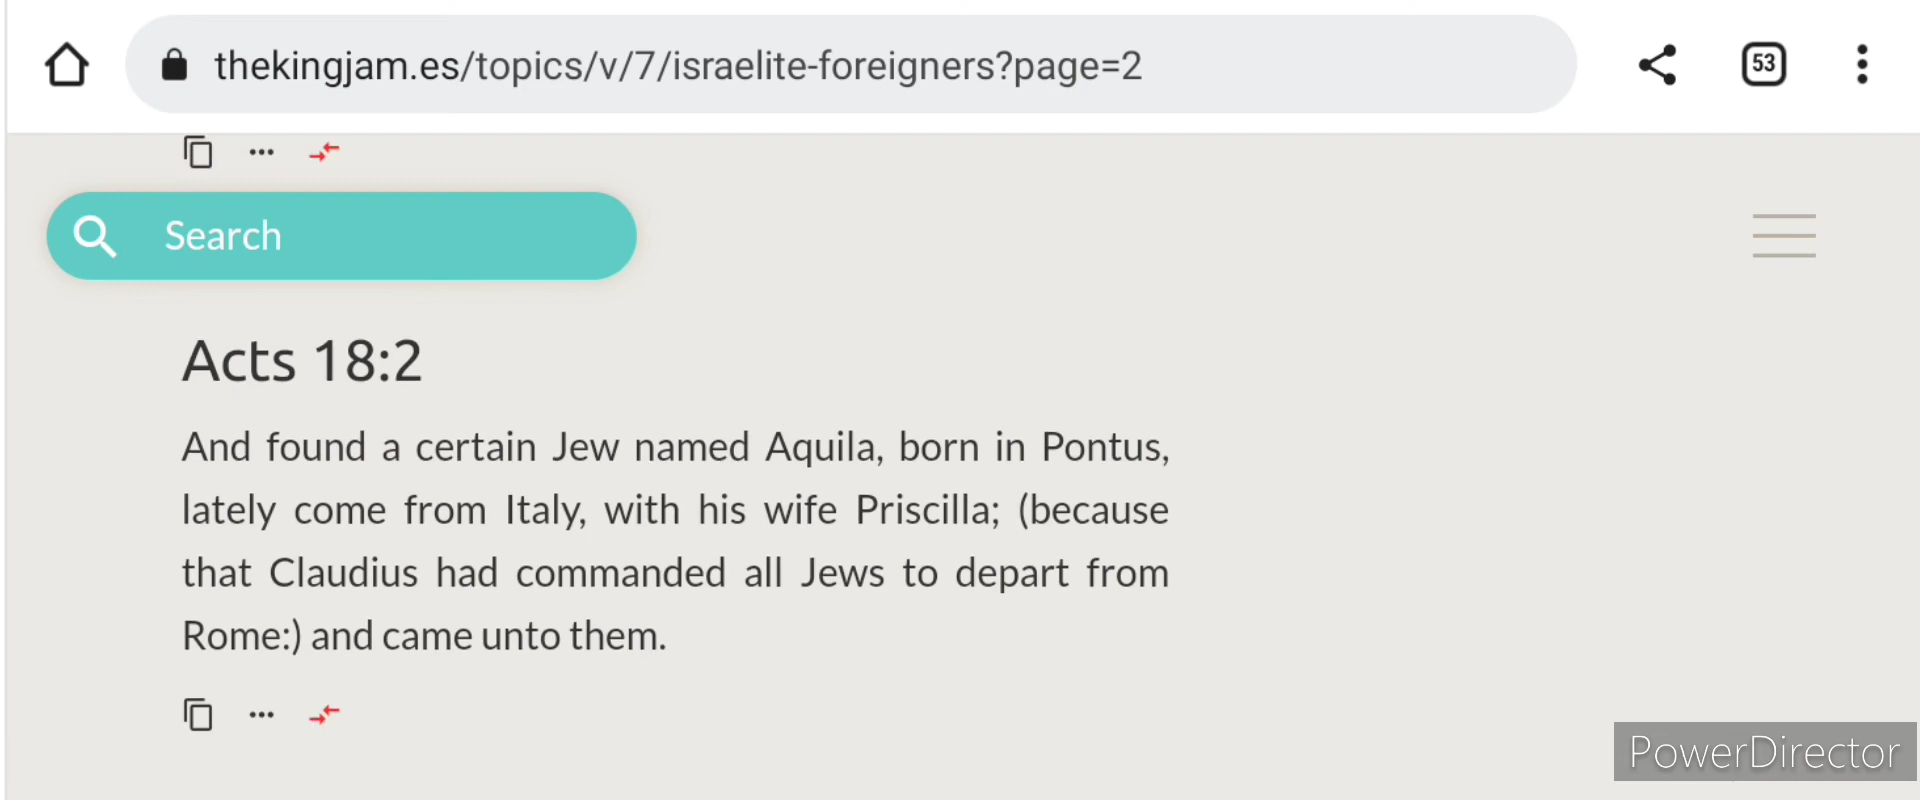 thekingjam.es/topics/v/7/israelite-foreigners?page=2
53
Search
Acts 18:2
And found a certain Jew named Aquila, born in Pontus,
lately come from Italy, with his wife Priscilla; (because
that Claudius had commanded all Jews to depart from
Rome:) and came unto them.
PowerDirector